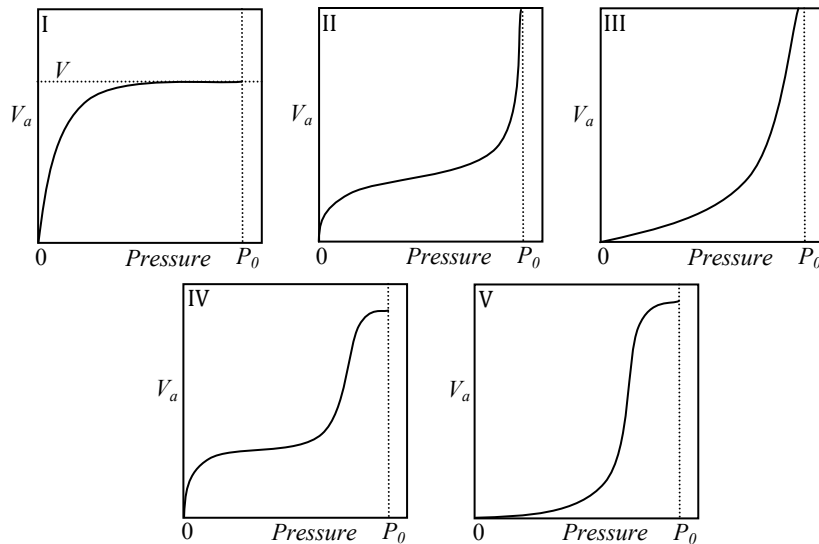 I
V
V_a
0
Pressure
P_0
II
V_a
0
Pressure
P_0
III
V_a
0
Pressure
P_0
IV
V_a
0
Pressure
P_0
V
V_a
0
Pressure
P_0